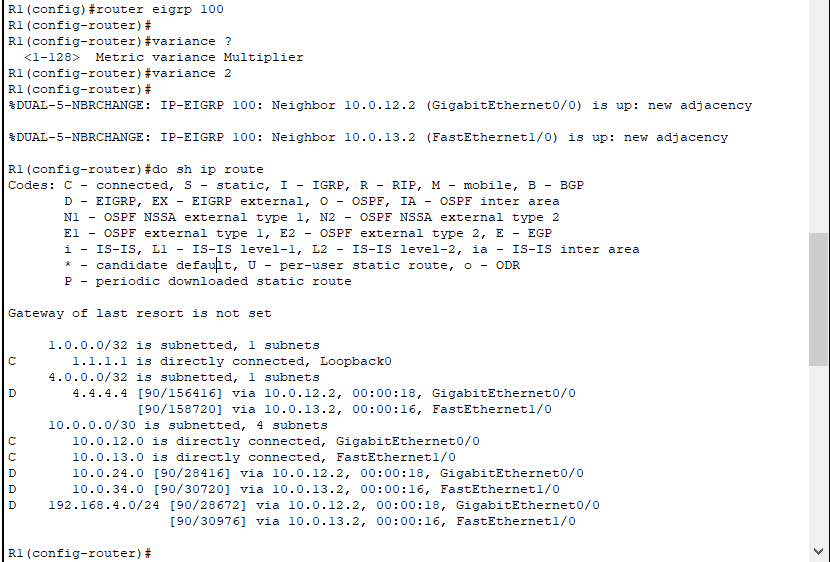 R1(config)#router eigrp 100
R1(config-router)#
R1(config-router)#variance ?
  <1-128>  Metric variance Multiplier
R1(config-router)#variance 2
R1(config-router)#
%DUAL-5-NBRCHANGE: IP-EIGRP 100: Neighbor 10.0.12.2 (GigabitEthernet0/0) is up: new adjacency
%DUAL-5-NBRCHANGE: IP-EIGRP 100: Neighbor 10.0.13.2 (FastEthernet1/0) is up: new adjacency
R1(config-router)#do sh ip route
Codes: C - connected, S - static, I - IGRP, R - RIP, M - mobile, B - BGP
       D - EIGRP, EX - EIGRP external, O - OSPF, IA - OSPF inter area
       N1 - OSPF NSSA external type 1, N2 - OSPF NSSA external type 2
       E1 - OSPF external type 1, E2 - OSPF external type 2, E - EGP
       i - IS-IS, L1 - IS-IS level-1, L2 - IS-IS level-2, ia - IS-IS inter area
       * - candidate default, U - per-user static route, o - ODR
       P - periodic downloaded static route
Gateway of last resort is not set
     1.0.0.0/32 is subnetted, 1 subnets
C       1.1.1.1 is directly connected, Loopback0
     4.0.0.0/32 is subnetted, 1 subnets
D       4.4.4.4 [90/156416] via 10.0.12.2, 00:00:18, GigabitEthernet0/0
                [90/158720] via 10.0.13.2, 00:00:16, FastEthernet1/0
     10.0.0.0/30 is subnetted, 4 subnets
C       10.0.12.0 is directly connected, GigabitEthernet0/0
C       10.0.13.0 is directly connected, FastEthernet1/0
D       10.0.24.0 [90/28416] via 10.0.12.2, 00:00:18, GigabitEthernet0/0
D       10.0.34.0 [90/30720] via 10.0.13.2, 00:00:16, FastEthernet1/0
D    192.168.4.0/24 [90/28672] via 10.0.12.2, 00:00:18, GigabitEthernet0/0
                    [90/30976] via 10.0.13.2, 00:00:16, FastEthernet1/0
R1(config-router)#